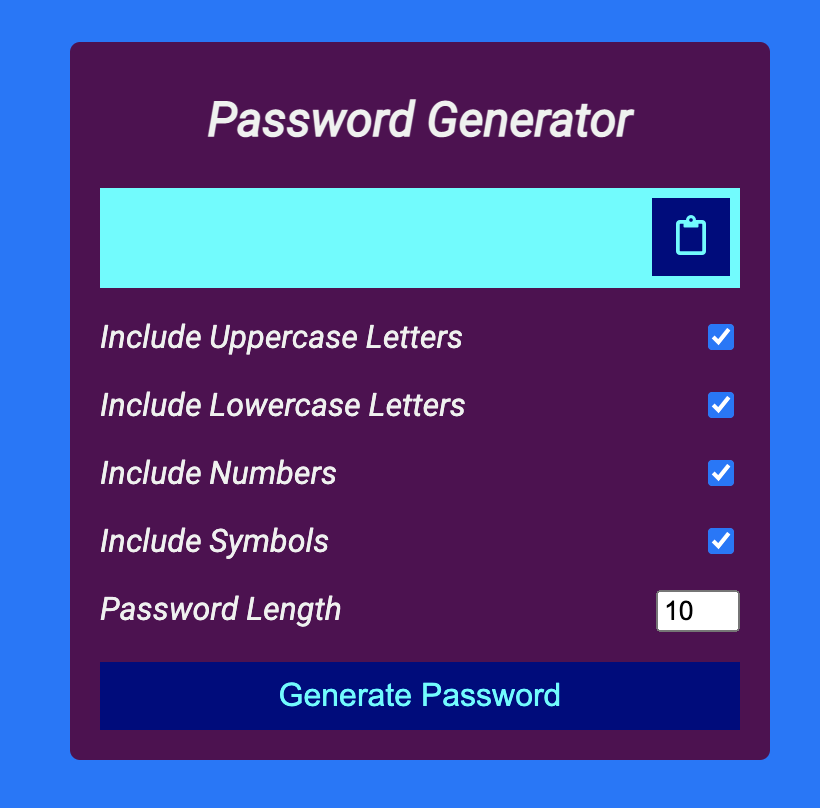 Password Generator
Include Uppercase Letters
Include Lowercase Letters
Include Numbers
Include Symbols
Password Length
10
Generate Password